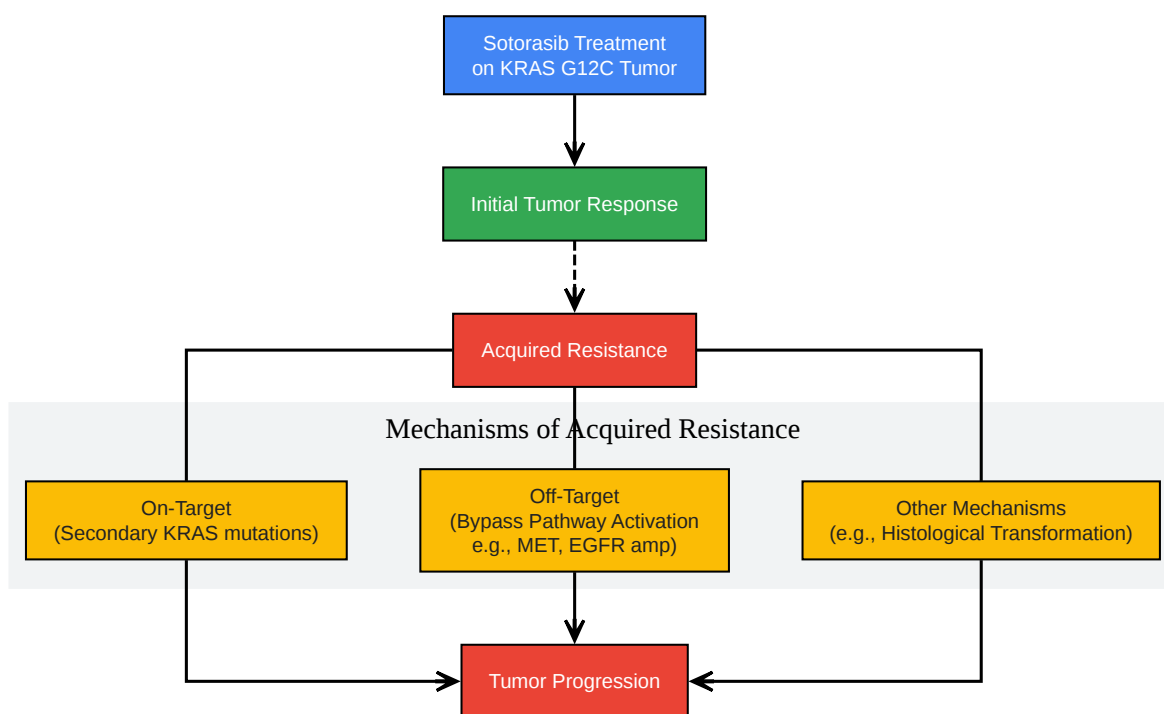 Sotorasib Treatment
on KRAS G12C Tumor
Initial Tumor Response
Acquired Resistance
Mechanisms of Acquired Resistance
On-Target
(Secondary KRAS mutations)
Off-Target
(Bypass Pathway Activation
e.g., MET, EGFR amp)
Other Mechanisms
(e.g., Histological Transformation)
Tumor Progression